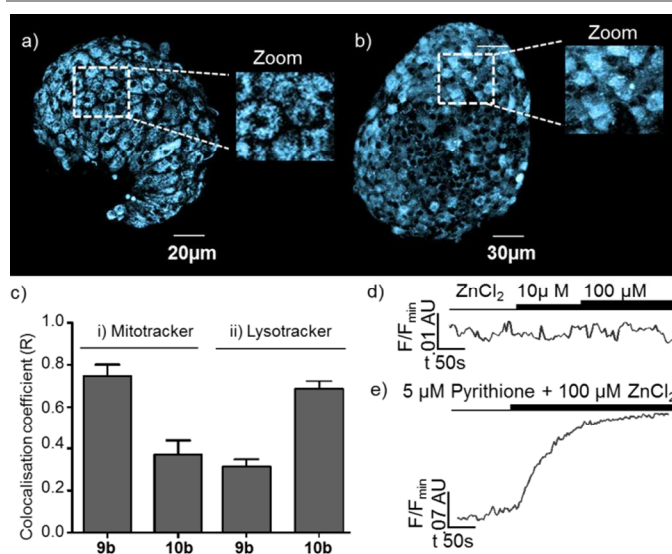 a)
Zoom
20μm
b)
Zoom
30μm
c)
Colocalisation coefficient (R)
1.0
0.8
0.6
0.4
0.2
0.0
i) Mitotracker
ii) Lysotracker
9b 10b 9b 10b
d)
ZnCl2 10μ M 100 μM
F/Fmin
.01 AU
t 50s
e)
5 μM Pyrithione + 100 μM ZnCl2
F/Fmin
.07 AU
t 50s